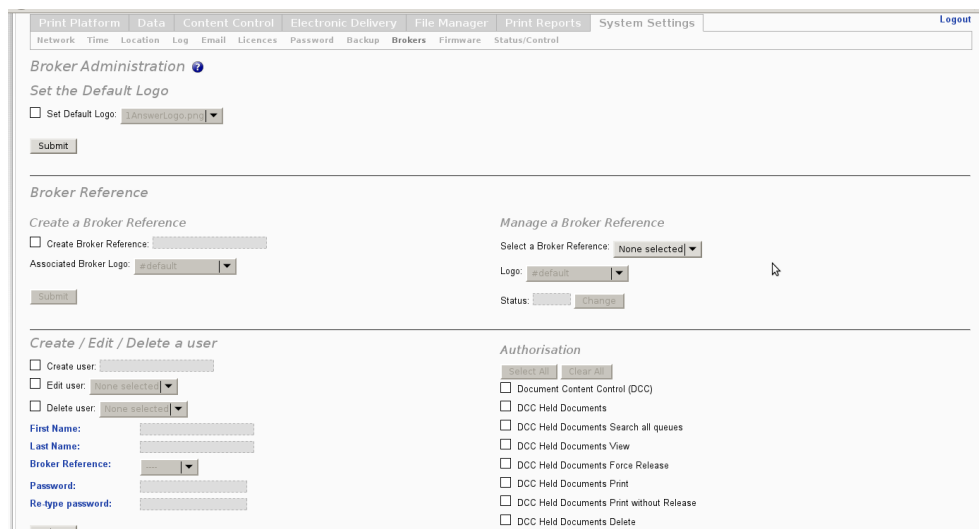 Print Platform Data Content Control Electronic Delivery File Manager Print Reports System Settings Logout
Network Time Location Log Email Licences Password Backup Brokers Firmware Status/Control
Broker Administration ?
Set the Default Logo
Set Default Logo: 1AnswerLogo.png
Submit
Broker Reference
Create a Broker Reference
Create Broker Reference:
Associated Broker Logo: #default
Submit
Manage a Broker Reference
Select a Broker Reference: None selected
Logo: #default
Status: Change
Create / Edit / Delete a user
Create user:
Edit user: None selected
Delete user: None selected
First Name:
Last Name:
Broker Reference: ----
Password:
Re-type password:
Authorisation
Select All Clear All
Document Content Control (DCC)
DCC Held Documents
DCC Held Documents Search all queues
DCC Held Documents View
DCC Held Documents Force Release
DCC Held Documents Print
DCC Held Documents Print without Release
DCC Held Documents Delete